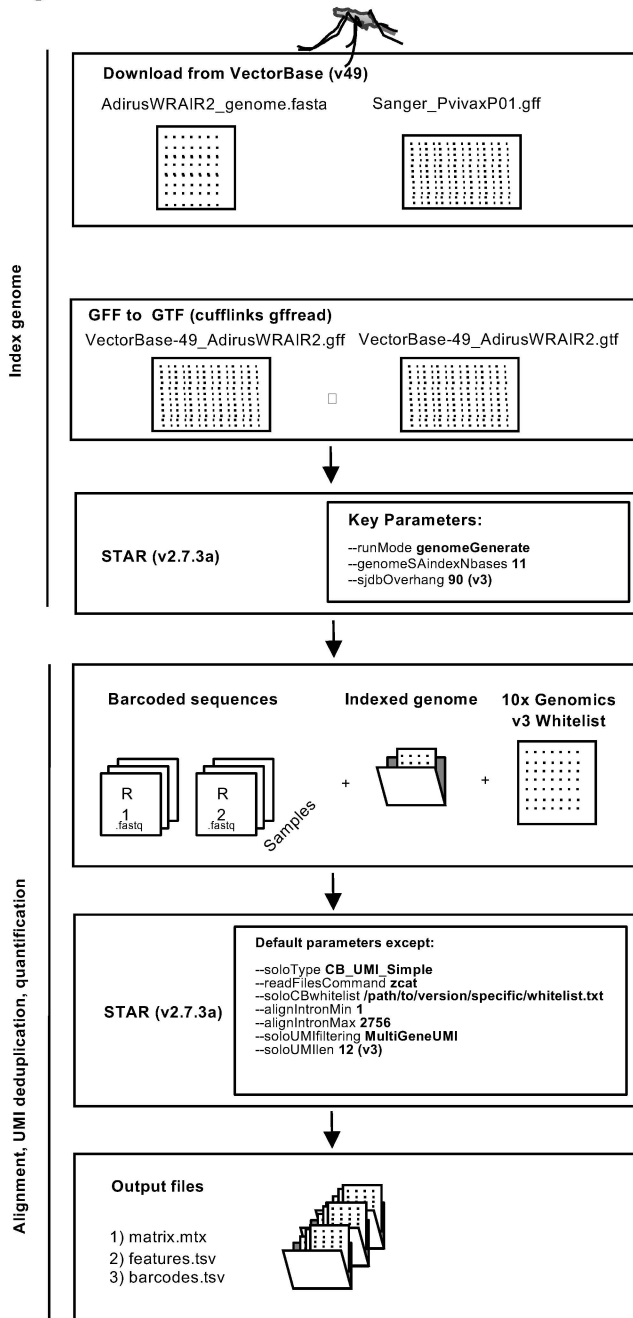 Download from VectorBase (v49)
AdirusWRAIR2_genome.fasta
Sanger_PvivaxP01.gff
Index genome
GFF to GTF (cufflinks gffread)
VectorBase-49_AdirusWRAIR2.gff
VectorBase-49_AdirusWRAIR2.gtf
STAR (v2.7.3a)
Key Parameters:
--runMode genomeGenerate
--genomeSAindexNbases 11
--sjdbOverhang 90 (v3)
Alignment, UMI deduplication, quantification
Barcoded sequences
R
1
.fastq
R
2
.fastq
Samples
+
Indexed genome
+
10x Genomics
v3 Whitelist
STAR (v2.7.3a)
Default parameters except:
--soloType CB_UMI_Simple
--readFilesCommand zcat
--soloCBwhitelist /path/to/version/specific/whitelist.txt
--alignIntronMin 1
--alignIntronMax 2756
--soloUMIfiltering MultiGeneUMI
--soloUMIlen 12 (v3)
Output files
1) matrix.mtx
2) features.tsv
3) barcodes.tsv